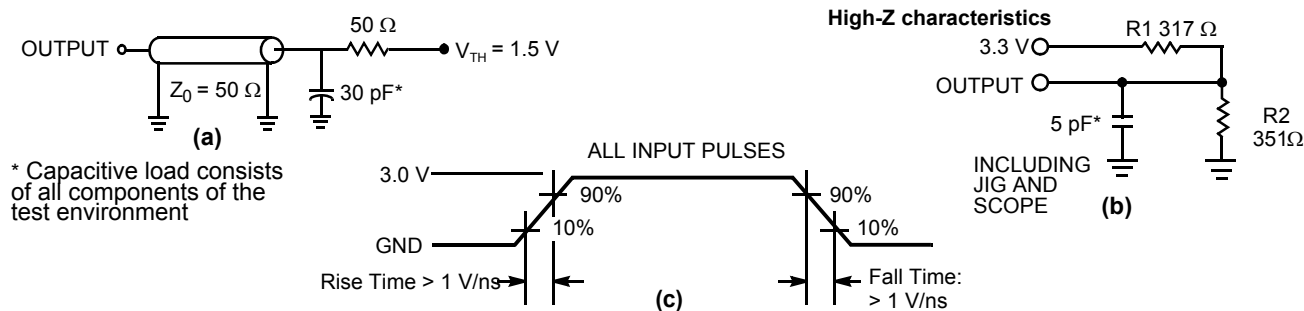 50 Ω
OUTPUT
V_TH = 1.5 V
Z_0 = 50 Ω
30 pF*
(a)
* Capacitive load consists
of all components of the
test environment
High-Z characteristics
3.3 V
R1 317 Ω
OUTPUT
5 pF*
R2
351Ω
INCLUDING
JIG AND
SCOPE
(b)
ALL INPUT PULSES
3.0 V
90%
90%
10%
10%
GND
Rise Time > 1 V/ns
Fall Time:
> 1 V/ns
(c)